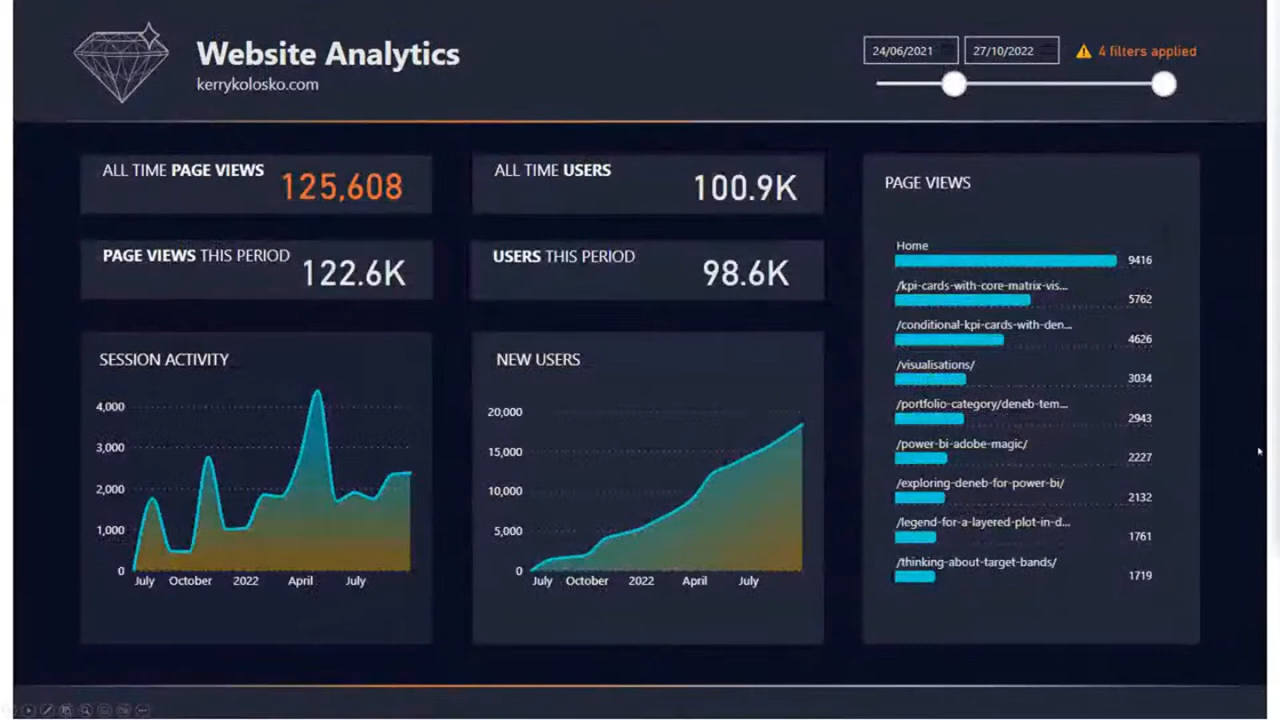 Website Analytics
kerrykolosko.com
24/06/2021
27/10/2022
4 filters applied
ALL TIME PAGE VIEWS
125,608
ALL TIME USERS
100.9K
PAGE VIEWS THIS PERIOD
122.6K
USERS THIS PERIOD
98.6K
SESSION ACTIVITY
4,000
3,000
2,000
1,000
0
July October 2022 April July
NEW USERS
20,000
15,000
10,000
5,000
0
July October 2022 April July
PAGE VIEWS
Home
9416
/kpi-cards-with-core-matrix-vis...
5762
/conditional-kpi-cards-with-den...
4626
/visualisations/
3034
/portfolio-category/deneb-tem...
2943
/power-bi-adobe-magic/
2227
/exploring-deneb-for-power-bi/
2132
/legend-for-a-layered-plot-in-d...
1761
/thinking-about-target-bands/
1719